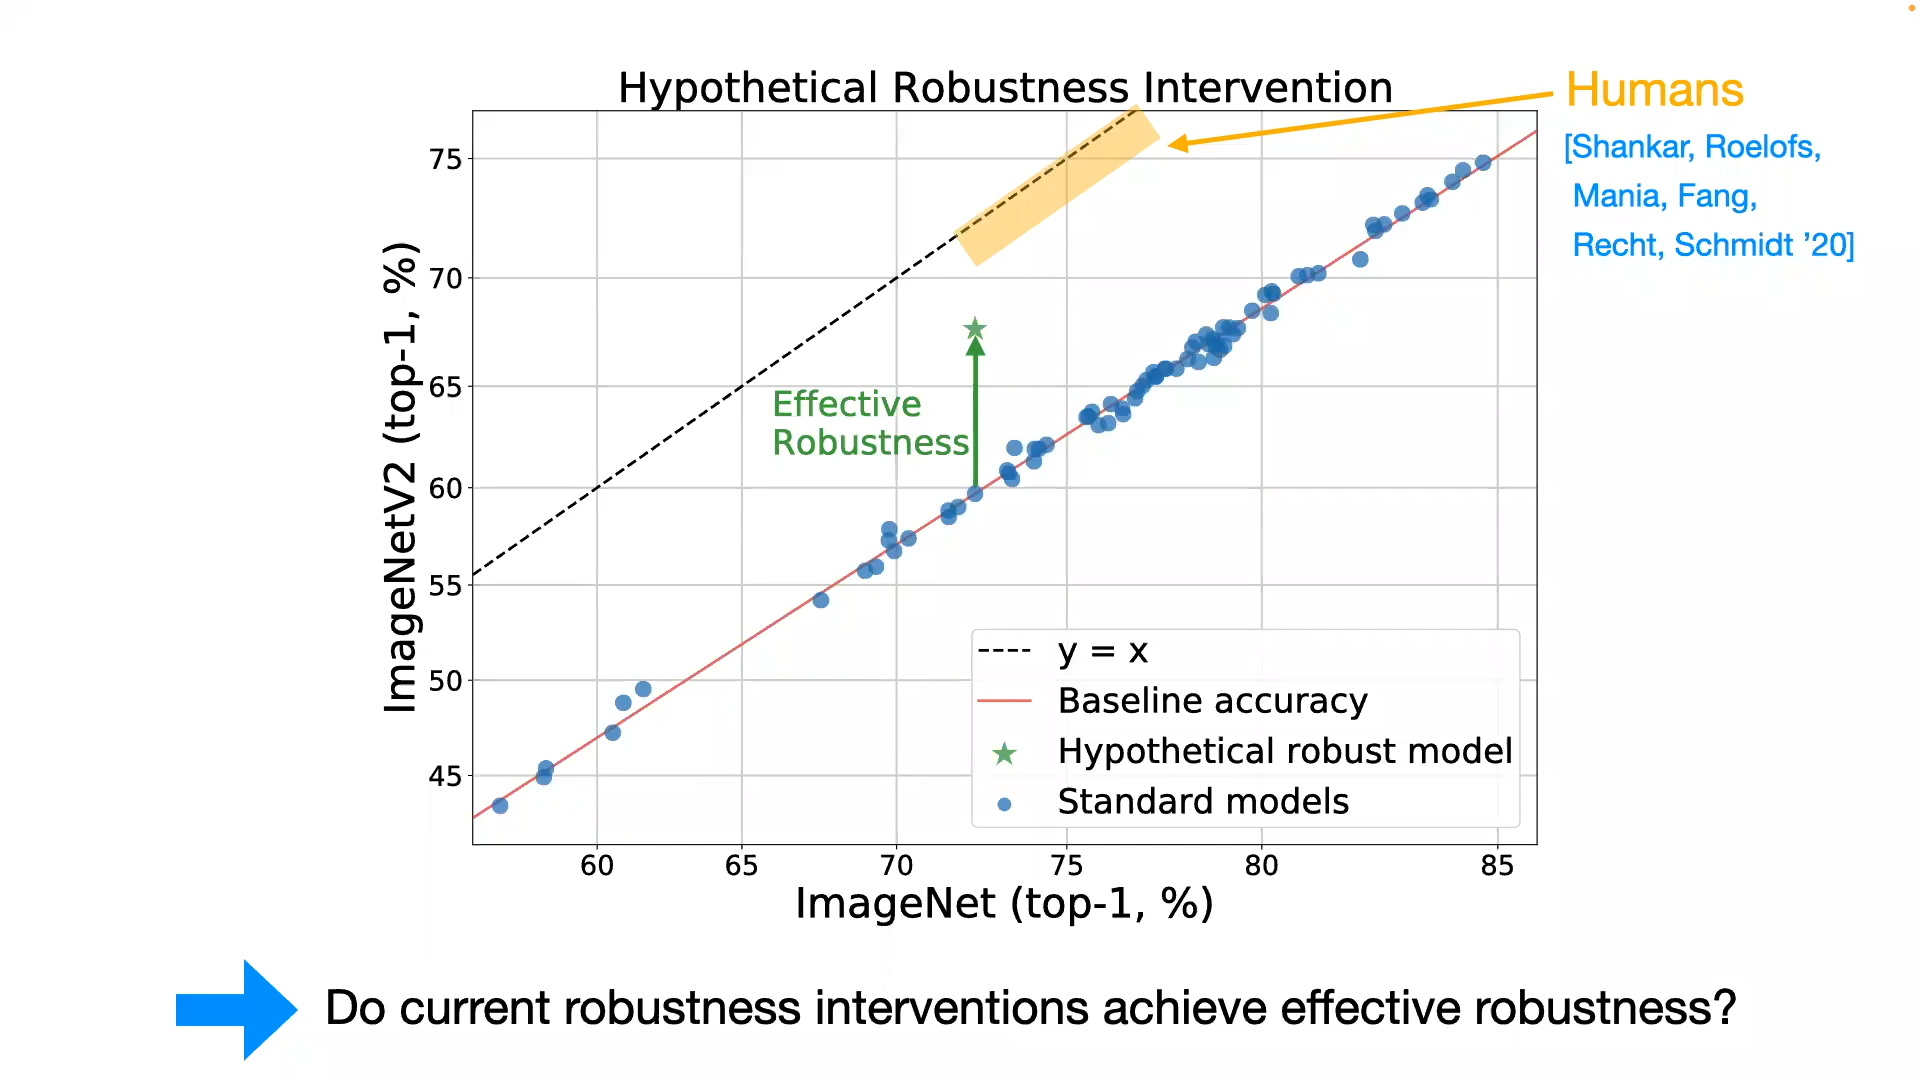 Hypothetical Robustness Intervention
Humans
[Shankar, Roelofs,
Mania, Fang,
Recht, Schmidt ’20]
ImageNetV2 (top-1, %)
75
70
65
60
55
50
45
Effective
Robustness
y = x
Baseline accuracy
Hypothetical robust model
Standard models
60 65 70 75 80 85
ImageNet (top-1, %)
Do current robustness interventions achieve effective robustness?